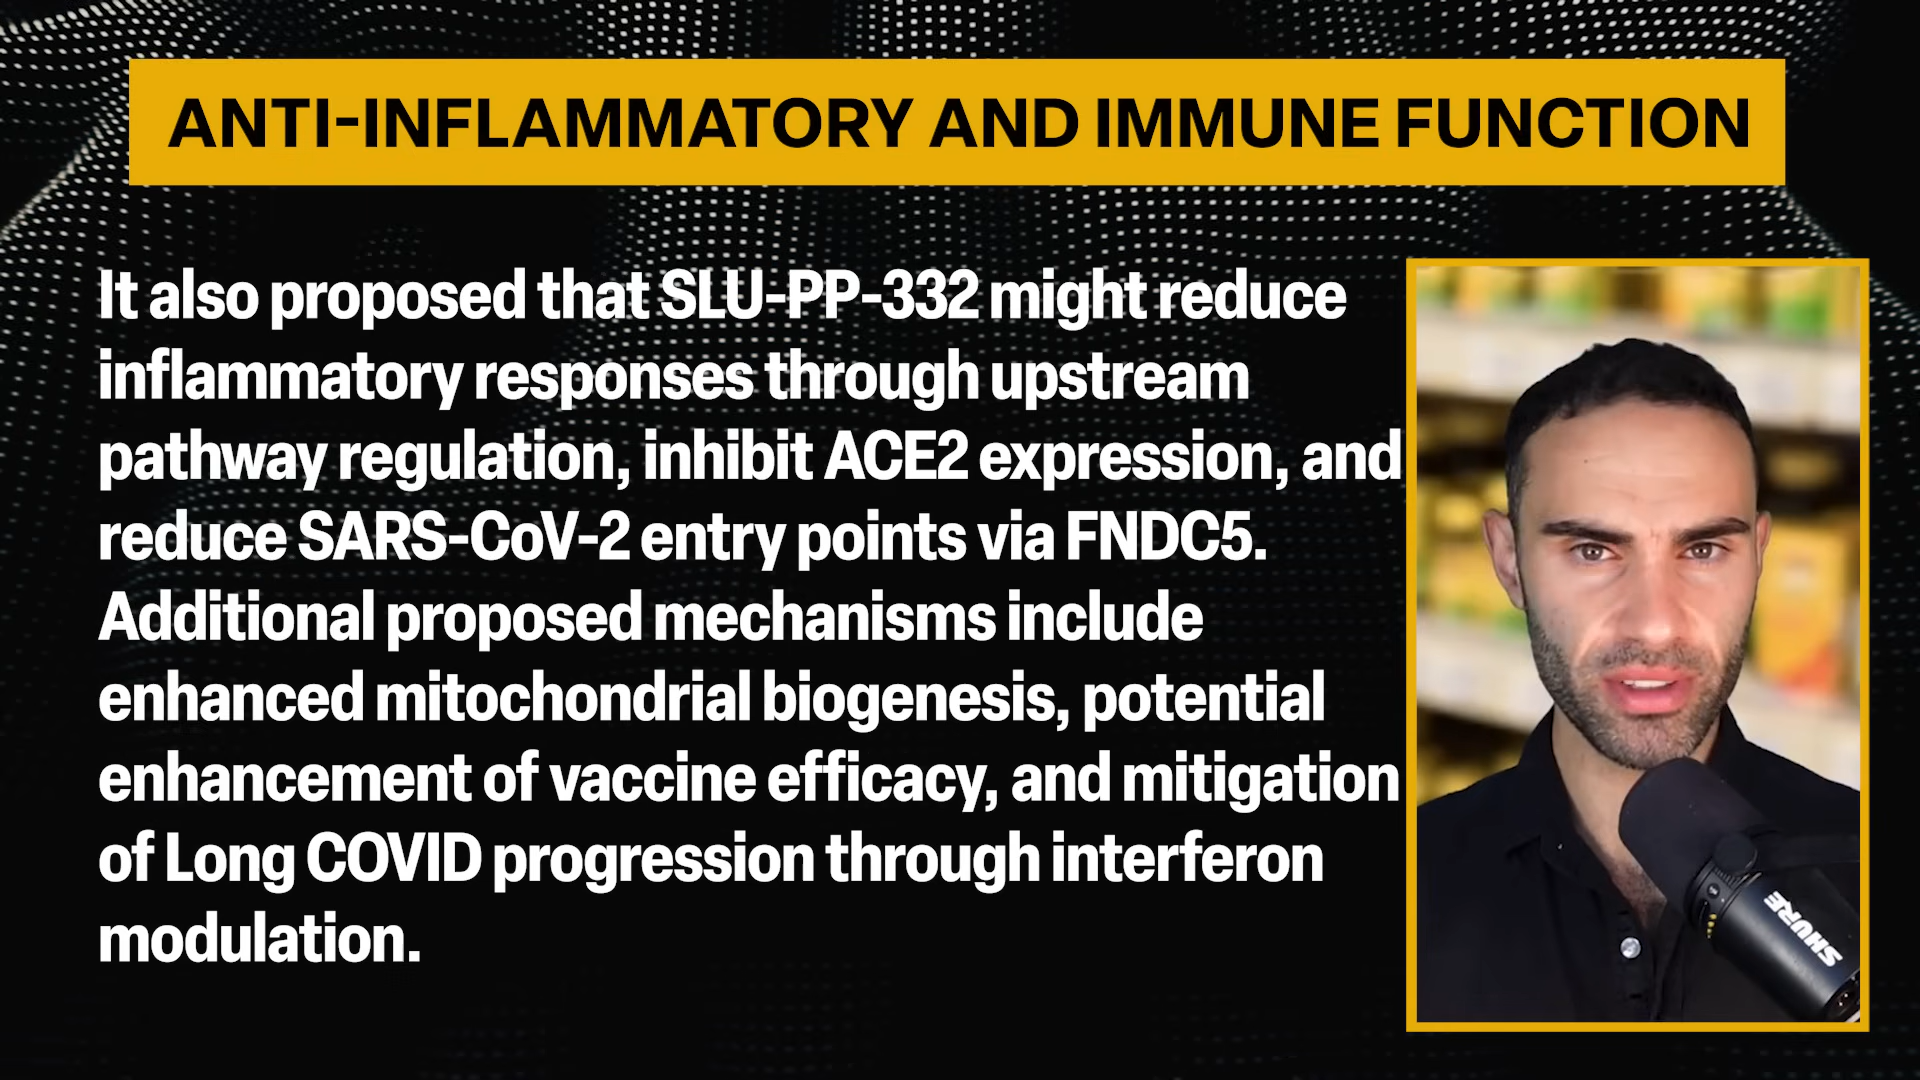 ANTI-INFLAMMATORY AND IMMUNE FUNCTION
It also proposed that SLU-PP-332 might reduce
inflammatory responses through upstream
pathway regulation, inhibit ACE2 expression, and
reduce SARS-CoV-2 entry points via FNDC5.
Additional proposed mechanisms include
enhanced mitochondrial biogenesis, potential
enhancement of vaccine efficacy, and mitigation
of Long COVID progression through interferon
modulation.
SHURE